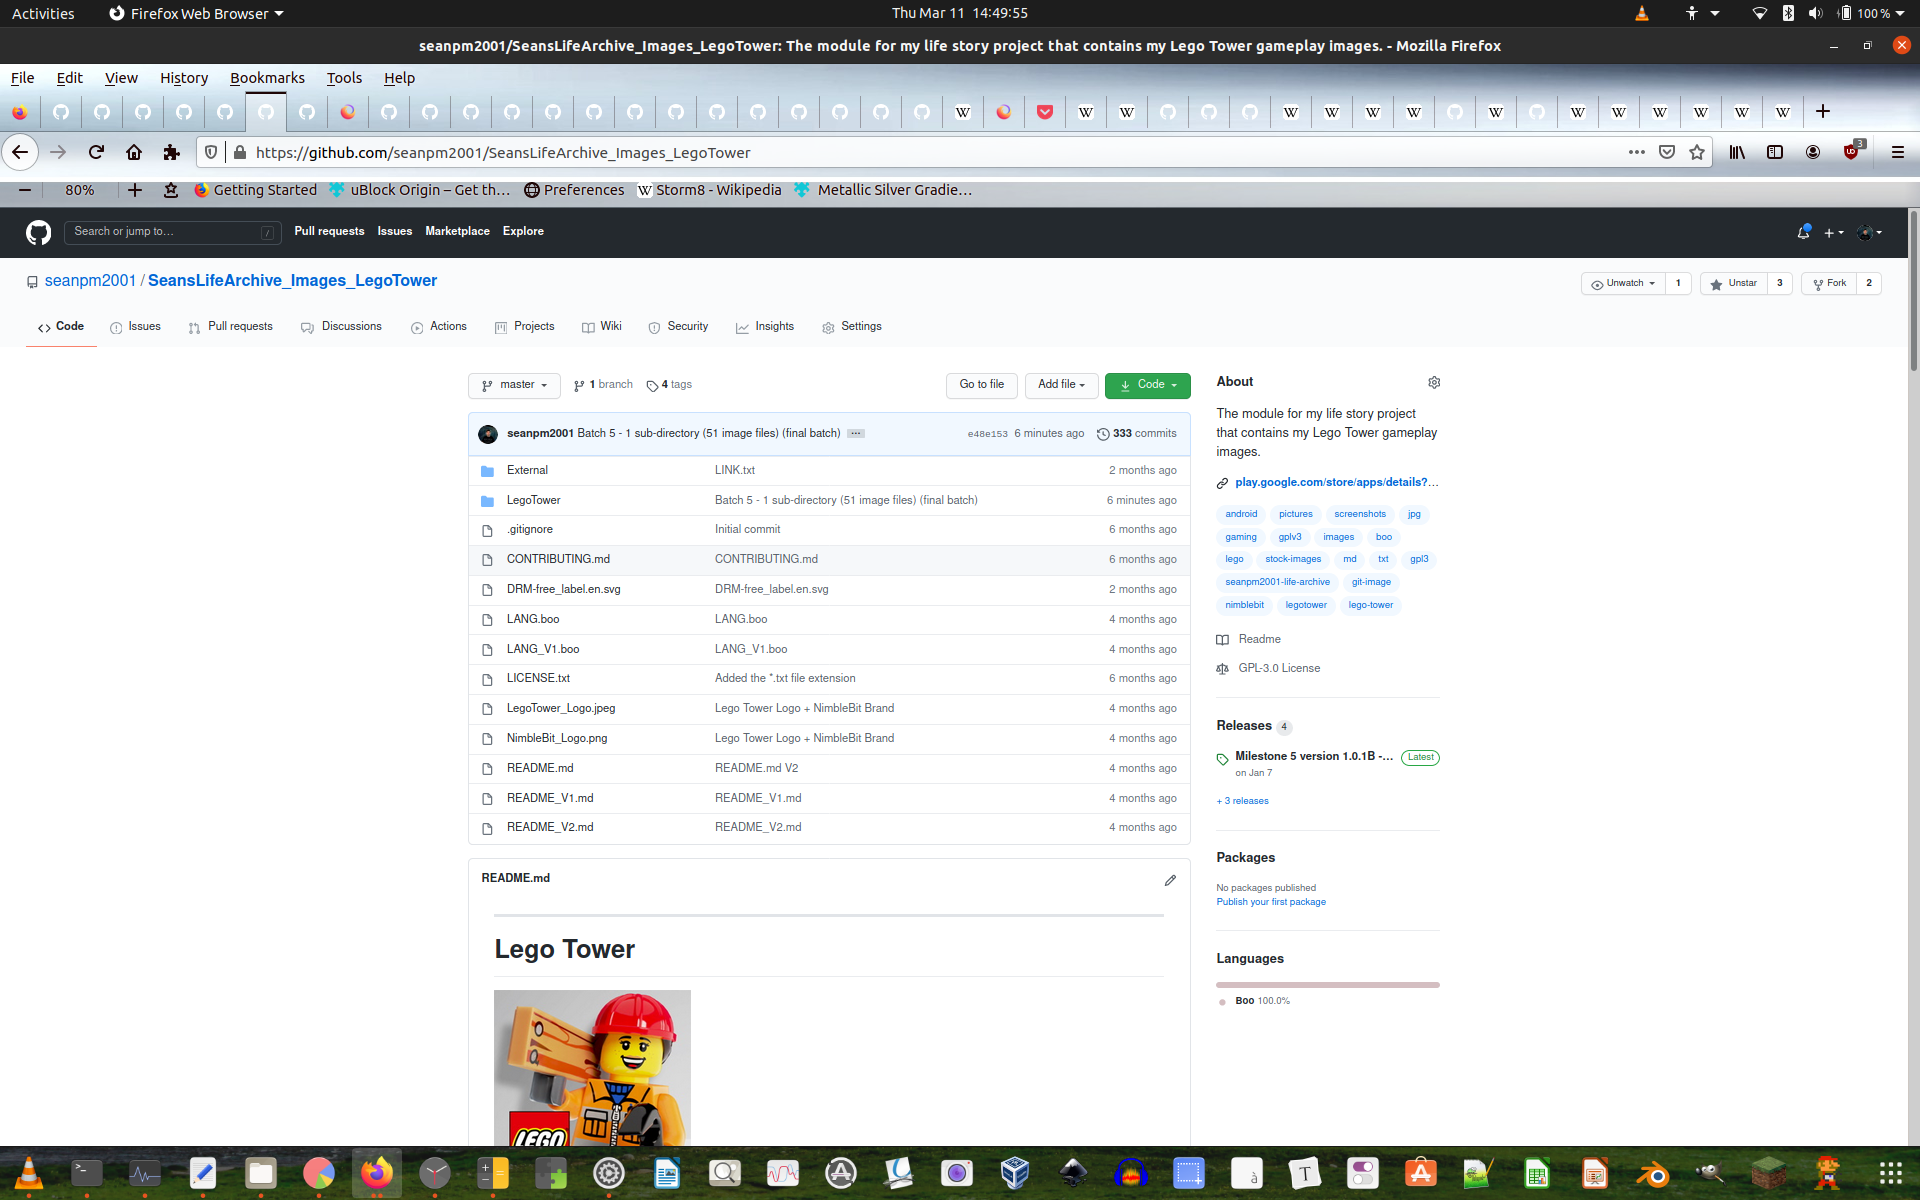 Activities
Firefox Web Browser
Thu Mar 11 14:49:55
100 %
seanpm2001/SeansLifeArchive_Images_LegoTower: The module for my life story project that contains my Lego Tower gameplay images. - Mozilla Firefox
File Edit View History Bookmarks Tools Help
https://github.com/seanpm2001/SeansLifeArchive_Images_LegoTower
3
80%
Getting Started
uBlock Origin – Get th…
Preferences
Storm8 - Wikipedia
Metallic Silver Gradie…
Search or jump to…
/
Pull requests Issues Marketplace Explore
seanpm2001 / SeansLifeArchive_Images_LegoTower
Unwatch 1
Unstar 3
Fork 2
Code Issues Pull requests Discussions Actions Projects Wiki Security Insights Settings
master
1 branch
4 tags
Go to file
Add file
Code
seanpm2001 Batch 5 - 1 sub-directory (51 image files) (final batch) ... e48e153 6 minutes ago 333 commits
External LINK.txt 2 months ago
LegoTower Batch 5 - 1 sub-directory (51 image files) (final batch) 6 minutes ago
.gitignore Initial commit 6 months ago
CONTRIBUTING.md CONTRIBUTING.md 6 months ago
DRM-free_label.en.svg DRM-free_label.en.svg 2 months ago
LANG.boo LANG.boo 4 months ago
LANG_V1.boo LANG_V1.boo 4 months ago
LICENSE.txt Added the *.txt file extension 6 months ago
LegoTower_Logo.jpeg Lego Tower Logo + NimbleBit Brand 4 months ago
NimbleBit_Logo.png Lego Tower Logo + NimbleBit Brand 4 months ago
README.md README.md V2 4 months ago
README_V1.md README_V1.md 4 months ago
README_V2.md README_V2.md 4 months ago
README.md
Lego Tower
LEGO
About
The module for my life story project
that contains my Lego Tower gameplay
images.
play.google.com/store/apps/details?…
android pictures screenshots jpg
gaming gplv3 images boo
lego stock-images md txt gpl3
seanpm2001-life-archive git-image
nimblebit legotower lego-tower
Readme
GPL-3.0 License
Releases 4
Milestone 5 version 1.0.1B -… Latest
on Jan 7
+ 3 releases
Packages
No packages published
Publish your first package
Languages
Boo 100.0%